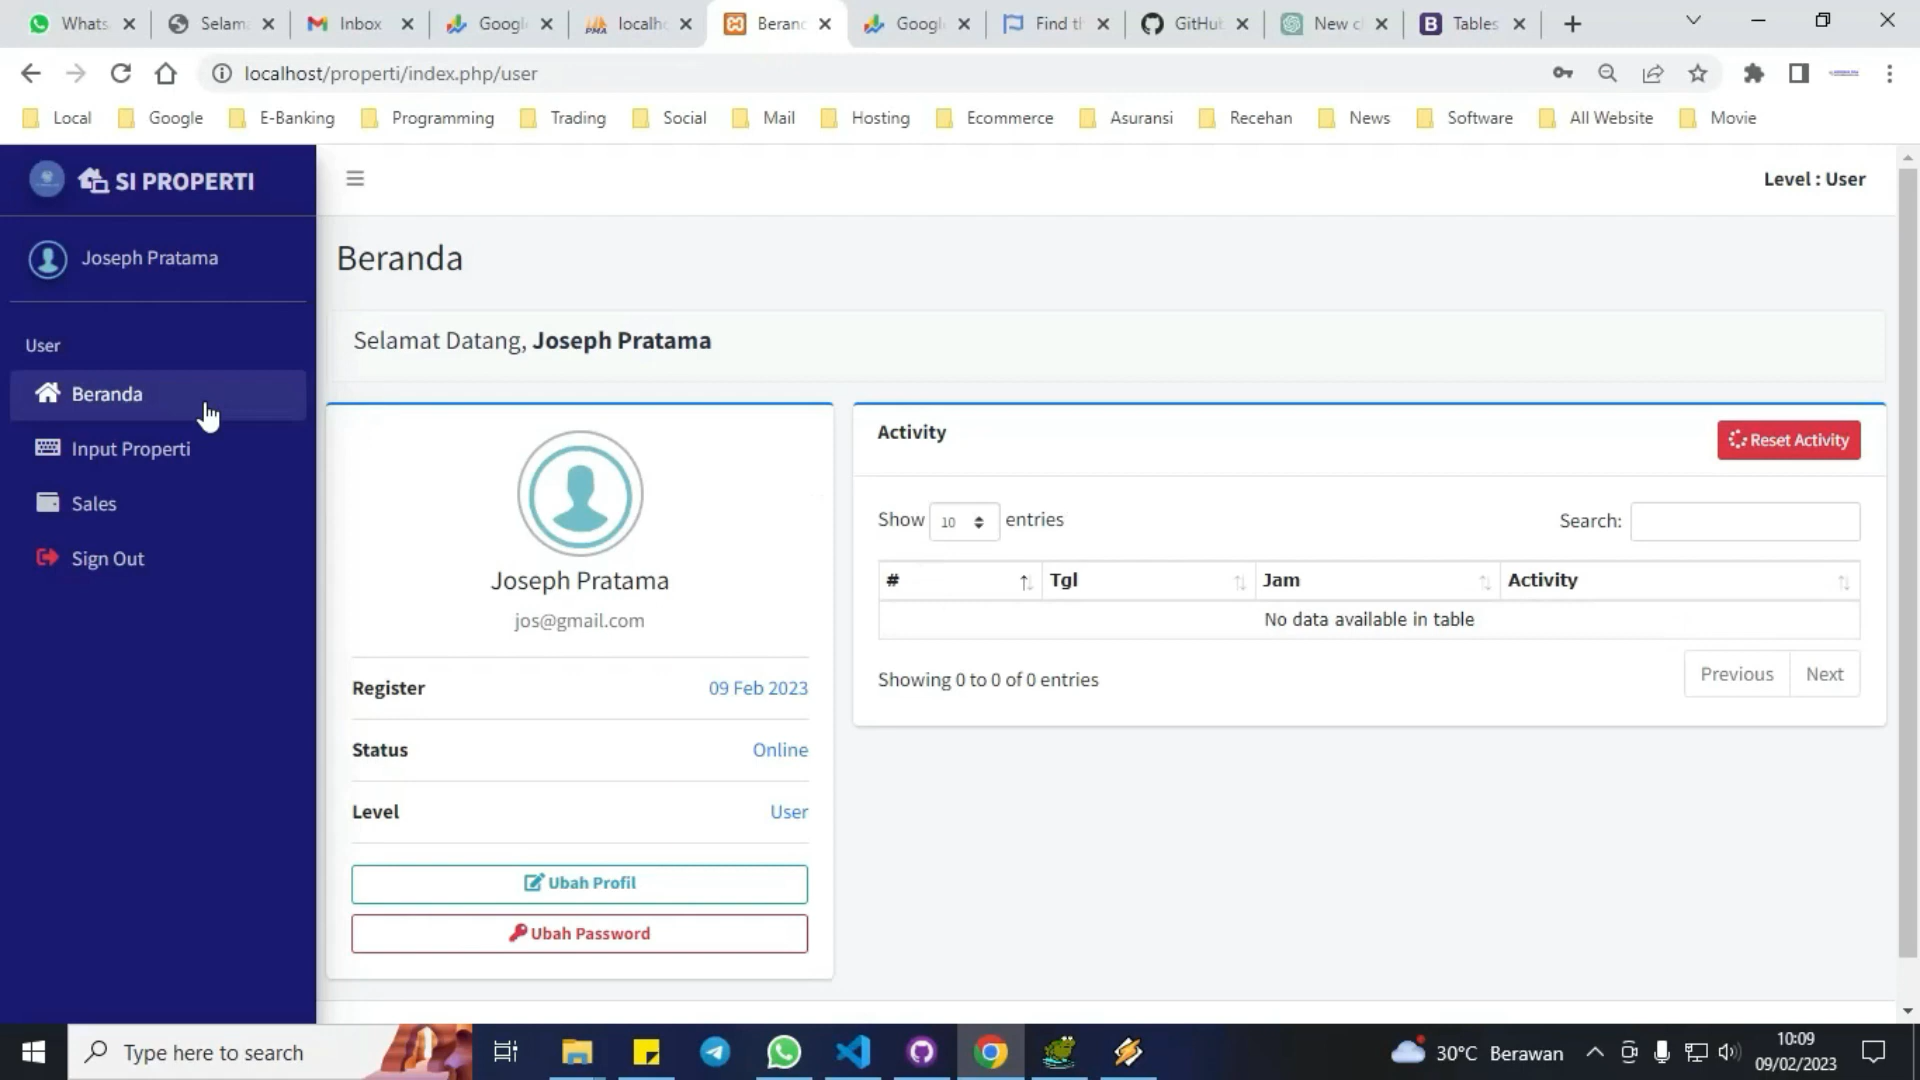 Whats
Selam
Inbox
Googl
localho
Beranc
Googl
Find th
GitHub
New c
Tables
localhost/properti/index.php/user
Local
Google
E-Banking
Programming
Trading
Social
Mail
Hosting
Ecommerce
Asuransi
Recehan
News
Software
All Website
Movie
SI PROPERTI
Level : User
Joseph Pratama
Beranda
Selamat Datang, Joseph Pratama
User
Beranda
Input Properti
Sales
Sign Out
Joseph Pratama
jos@gmail.com
Register 09 Feb 2023
Status Online
Level User
Ubah Profil
Ubah Password
Activity
Reset Activity
Show 10 entries
Search:
# Tgl Jam Activity
No data available in table
Showing 0 to 0 of 0 entries
Previous Next
Type here to search
30°C Berawan
10:09
09/02/2023